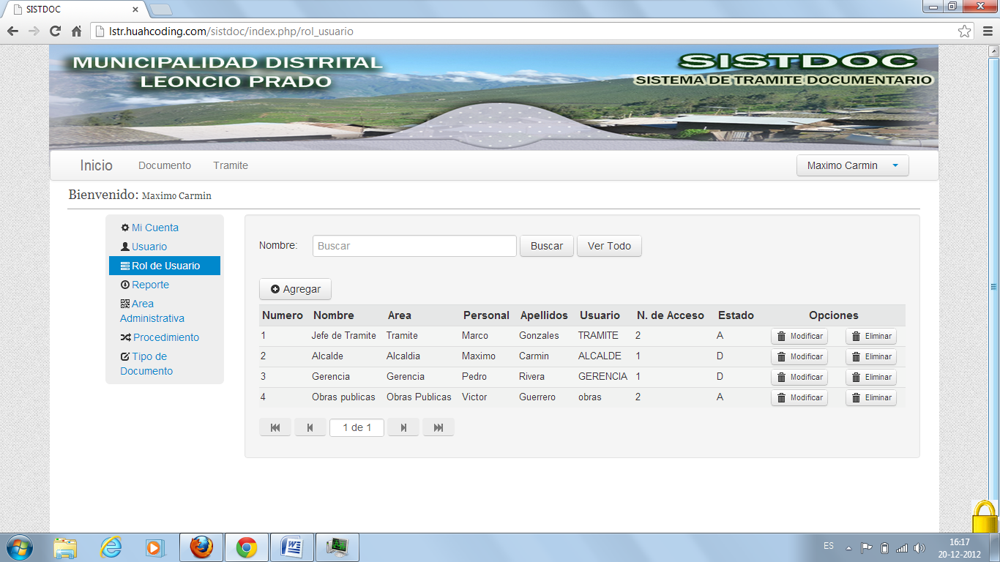 SISTDOC
lstr.huahcoding.com/sistdoc/index.php/rol_usuario
MUNICIPALIDAD DISTRITAL
LEONCIO PRADO
SISTDOC
SISTEMA DE TRAMITE DOCUMENTARIO
Inicio Documento Tramite Maximo Carmin
Bienvenido: Maximo Carmin
Mi Cuenta
Usuario
Rol de Usuario
Reporte
Area
Administrativa
Procedimiento
Tipo de
Documento
Nombre: Buscar Buscar Ver Todo
Agregar
Numero Nombre Area Personal Apellidos Usuario N. de Acceso Estado Opciones
1 Jefe de Tramite Tramite Marco Gonzales TRAMITE 2 A Modificar Eliminar
2 Alcalde Alcaldia Maximo Carmin ALCALDE 1 D Modificar Eliminar
3 Gerencia Gerencia Pedro Rivera GERENCIA 1 D Modificar Eliminar
4 Obras publicas Obras Publicas Victor Guerrero obras 2 A Modificar Eliminar
1 de 1
ES
16:17
20-12-2012